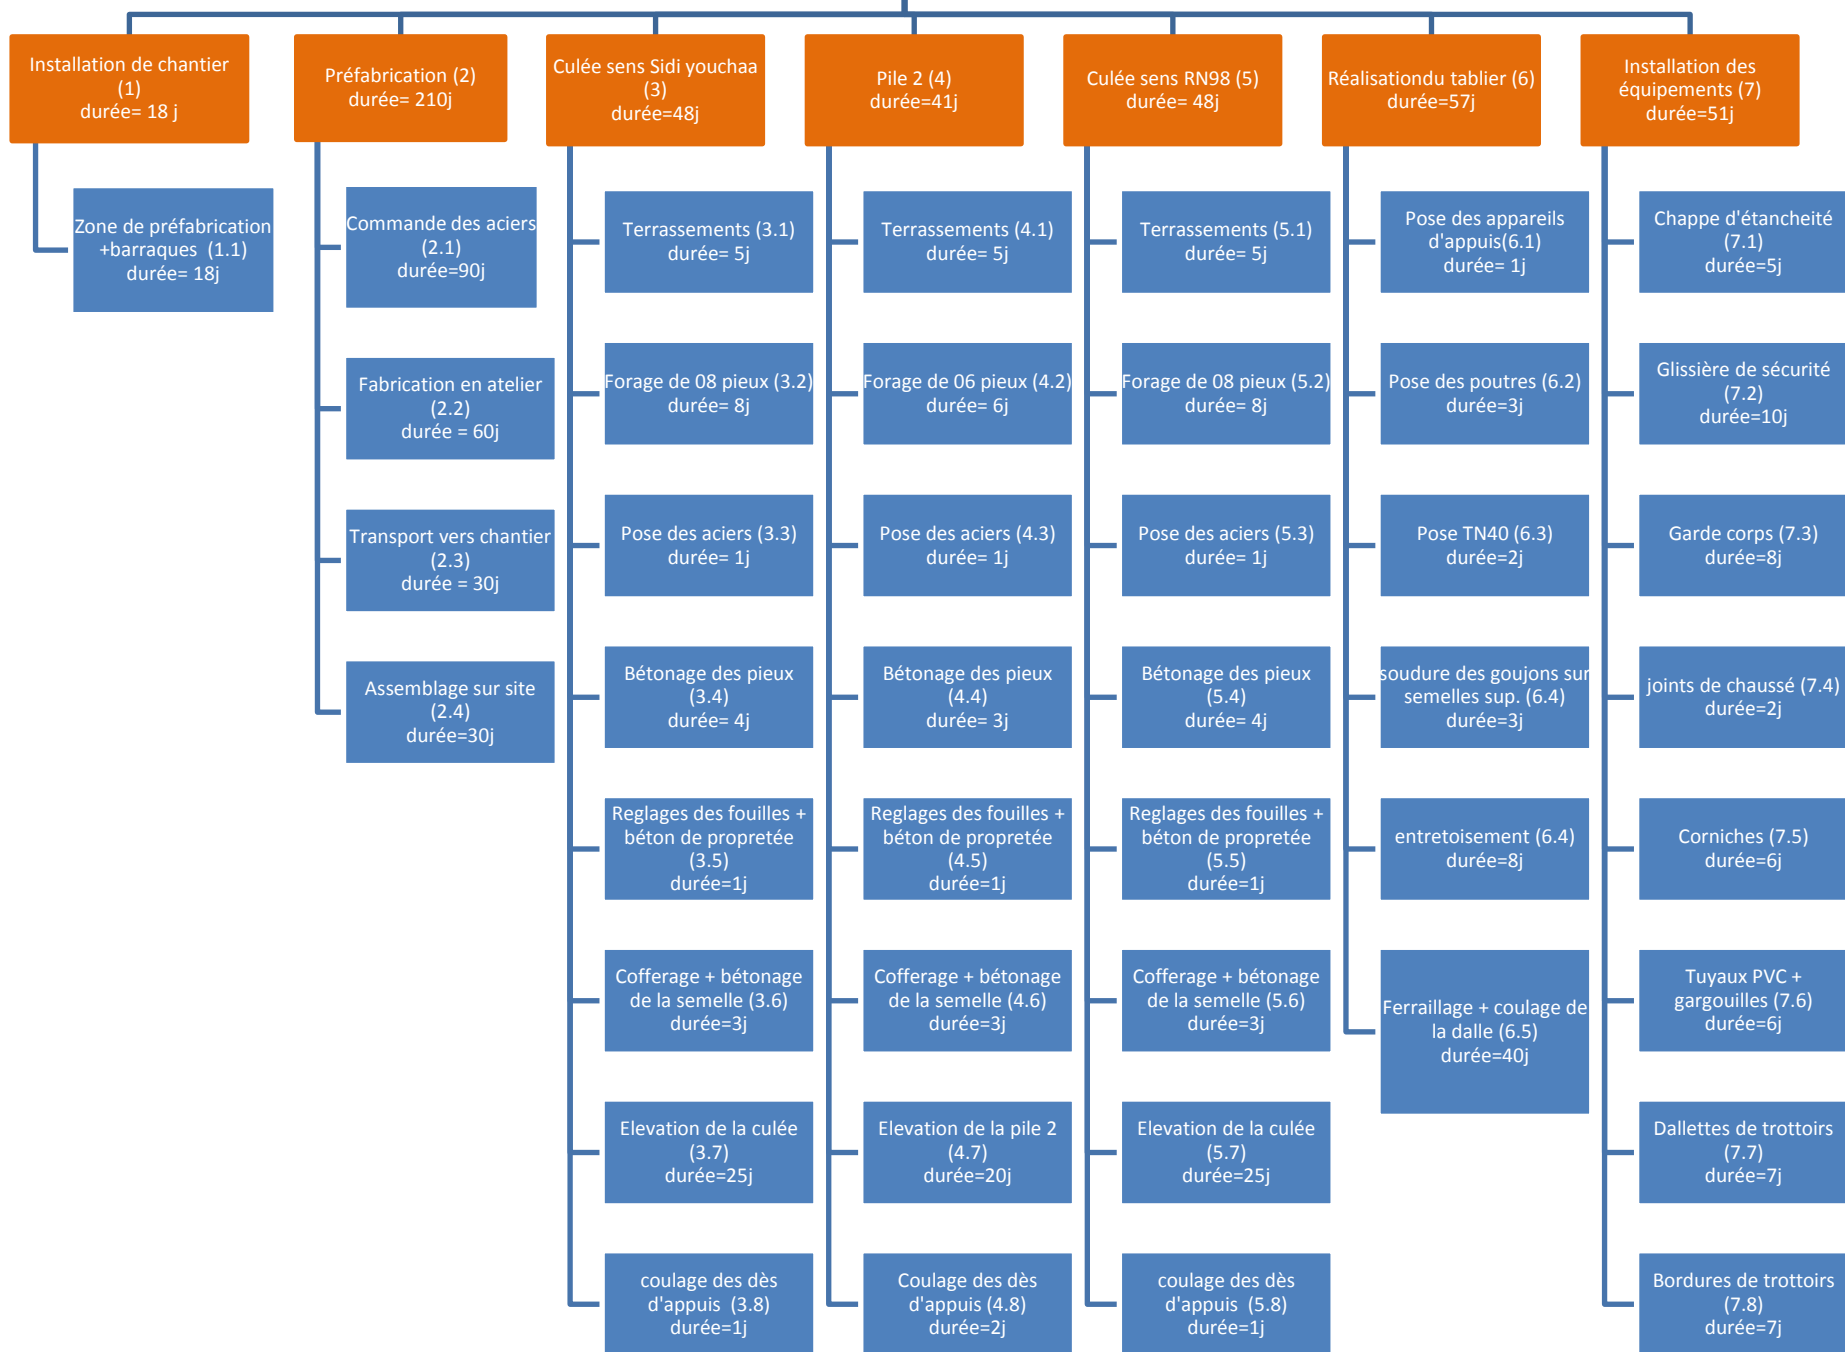 Installation de chantier
(1)
durée= 18 j
Préfabrication (2)
durée= 210j
Culée sens Sidi youchaa
(3)
durée=48j
Pile 2 (4)
durée=41j
Culée sens RN98 (5)
durée= 48j
Réalisationdu tablier (6)
durée=57j
Installation des
équipements (7)
durée=51j
Zone de préfabrication
+barraques  (1.1)
durée= 18j
Commande des aciers
(2.1)
durée=90j
Fabrication en atelier
(2.2)
durée = 60j
Transport vers chantier
(2.3)
durée = 30j
Assemblage sur site
(2.4)
durée=30j
Terrassements (3.1)
durée= 5j
Forage de 08 pieux (3.2)
durée= 8j
Pose des aciers (3.3)
durée= 1j
Bétonage des pieux
(3.4)
durée= 4j
Reglages des fouilles +
béton de propretée
(3.5)
durée=1j
Cofferage + bétonage
de la semelle (3.6)
durée=3j
Elevation de la culée
(3.7)
durée=25j
coulage des dès
d'appuis  (3.8)
durée=1j
Terrassements (4.1)
durée= 5j
Forage de 06 pieux (4.2)
durée= 6j
Pose des aciers (4.3)
durée= 1j
Bétonage des pieux
(4.4)
durée= 3j
Reglages des fouilles +
béton de propretée
(4.5)
durée=1j
Cofferage + bétonage
de la semelle (4.6)
durée=3j
Elevation de la pile 2
(4.7)
durée=20j
Coulage des dès
d'appuis (4.8)
durée=2j
Terrassements (5.1)
durée= 5j
Forage de 08 pieux (5.2)
durée= 8j
Pose des aciers (5.3)
durée= 1j
Bétonage des pieux
(5.4)
durée= 4j
Reglages des fouilles +
béton de propretée
(5.5)
durée=1j
Cofferage + bétonage
de la semelle (5.6)
durée=3j
Elevation de la culée
(5.7)
durée=25j
coulage des dès
d'appuis  (5.8)
durée=1j
Pose des appareils
d'appuis(6.1)
durée= 1j
Pose des poutres (6.2)
durée=3j
Pose TN40 (6.3)
durée=2j
soudure des goujons sur
semelles sup. (6.4)
durée=3j
entretoisement (6.4)
durée=8j
Ferraillage + coulage de
la dalle (6.5)
durée=40j
Chappe d'étancheité
(7.1)
durée=5j
Glissière de sécurité
(7.2)
durée=10j
Garde corps (7.3)
durée=8j
joints de chaussé (7.4)
durée=2j
Corniches (7.5)
durée=6j
Tuyaux PVC +
gargouilles (7.6)
durée=6j
Dallettes de trottoirs
(7.7)
durée=7j
Bordures de trottoirs
(7.8)
durée=7j